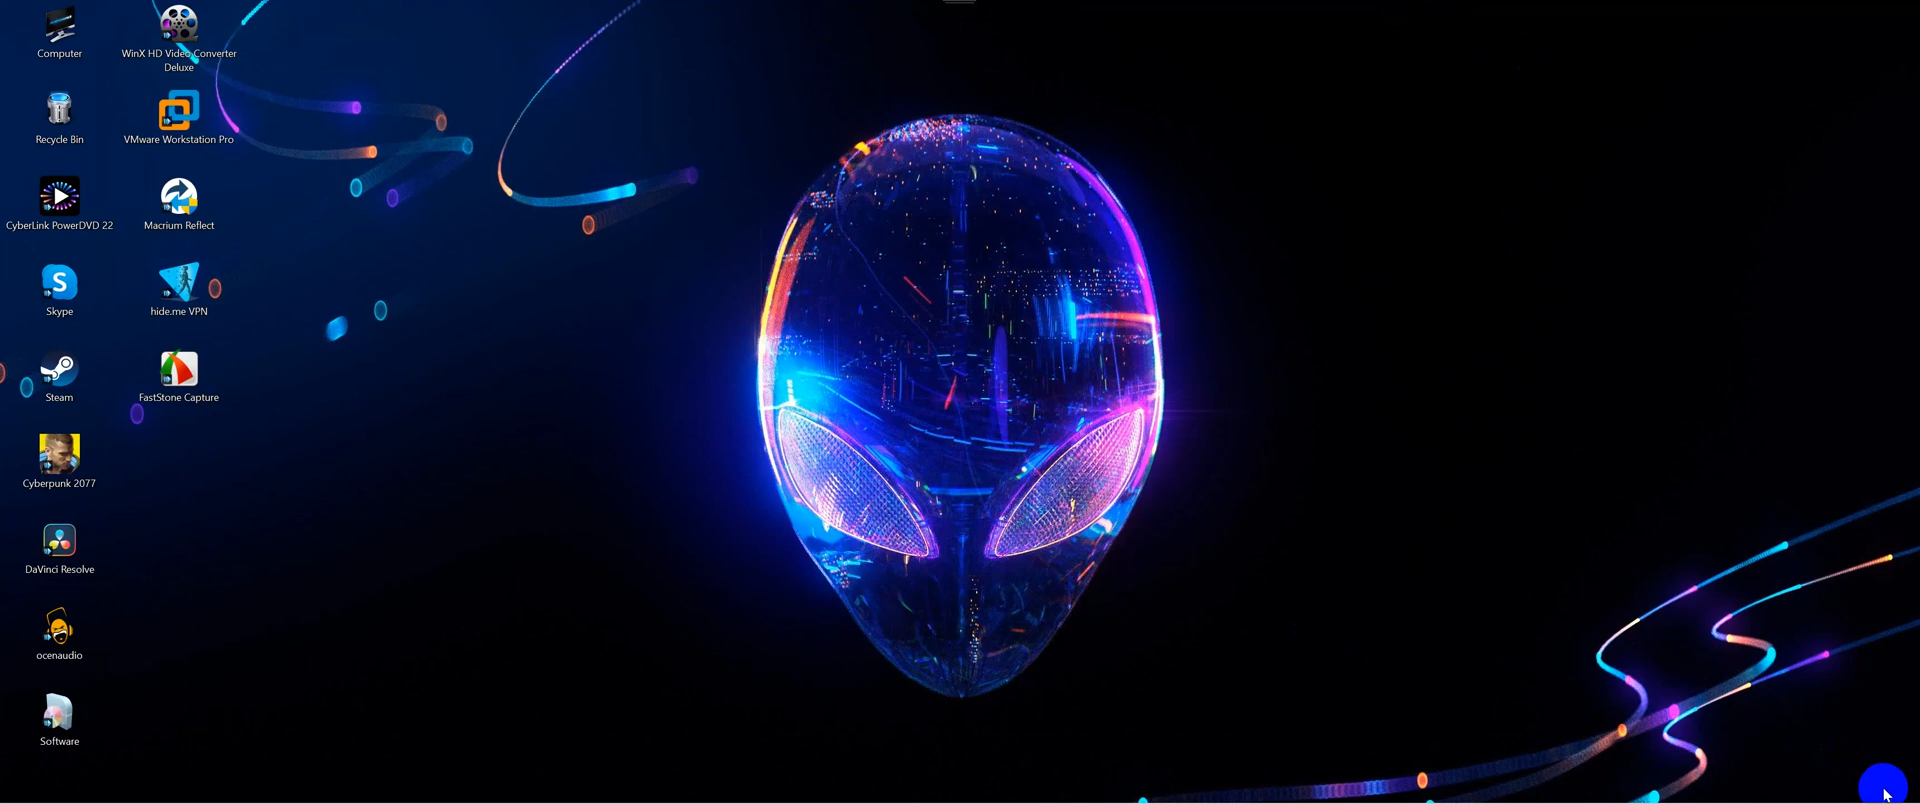 Computer
WinX HD Video Converter
Deluxe
Recycle Bin
VMware Workstation Pro
CyberLink PowerDVD 22
Macrium Reflect
S
Skype
hide.me VPN
Steam
FastStone Capture
Cyberpunk 2077
DaVinci Resolve
ocenaudio
Software